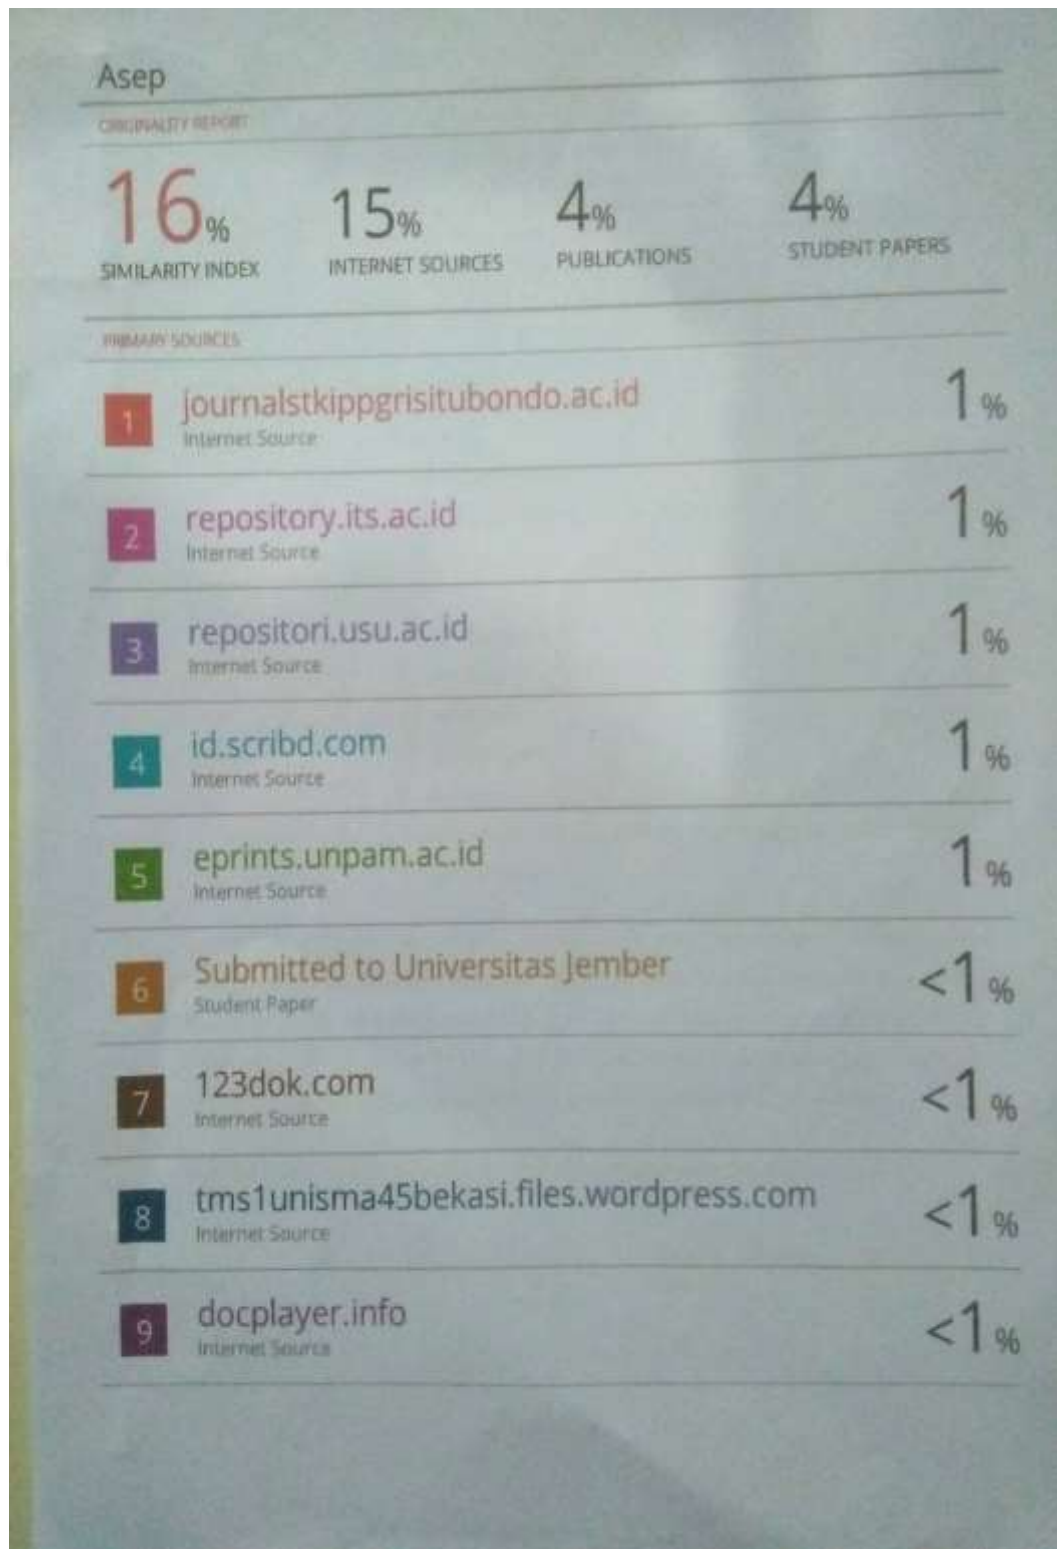 Asep
ORIGINALITY REPORT
16% 15% 4% 4%
SIMILARITY INDEX INTERNET SOURCES PUBLICATIONS STUDENT PAPERS
PRIMARY SOURCES
1 journalstkippgrisitubondo.ac.id 1%
Internet Source
2 repository.its.ac.id 1%
Internet Source
3 repositori.usu.ac.id 1%
Internet Source
4 id.scribd.com 1%
Internet Source
5 eprints.unpam.ac.id 1%
Internet Source
6 Submitted to Universitas Jember <1%
Student Paper
7 123dok.com <1%
Internet Source
8 tms1unisma45bekasi.files.wordpress.com <1%
Internet Source
9 docplayer.info <1%
Internet Source